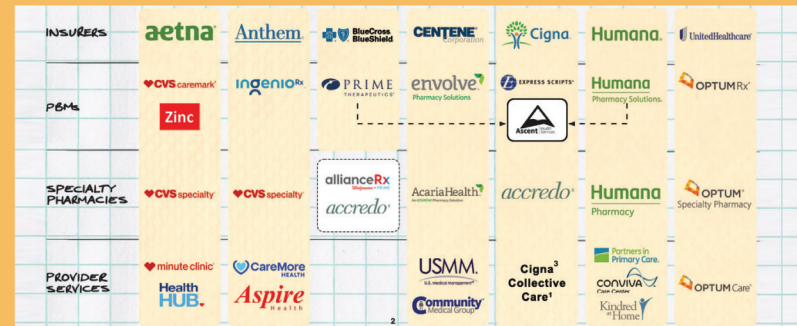 INSURERS
aetna®
Anthem.
BlueCross
BlueShield
CENTENE®
Corporation
Cigna
Humana.
UnitedHealthcare®
PBMs
CVS caremark®
Zinc
IngenioRx
PRIME
THERAPEUTICS®
envolve
Pharmacy Solutions
EXPRESS SCRIPTS®
Ascent Health
Services
Humana
Pharmacy Solutions.
OPTUMRx®
SPECIALTY
PHARMACIES
CVS specialty®
CVS specialty®
allianceRx
Walgreens + PRIME
accredo®
AcariaHealth
An ENVOLVE Pharmacy Solution
accredo®
Humana
Pharmacy
OPTUM®
Specialty Pharmacy
PROVIDER
SERVICES
minute clinic®
Health
HUB.
CareMore
HEALTH
Aspire
Health
2
USMM.
U.S. Medical Management®
Community
Medical Group
Cigna³
Collective
Care¹
Partners in
Primary Care.
CONVIVA
Care Center
Kindred
at Home
OPTUM Care®